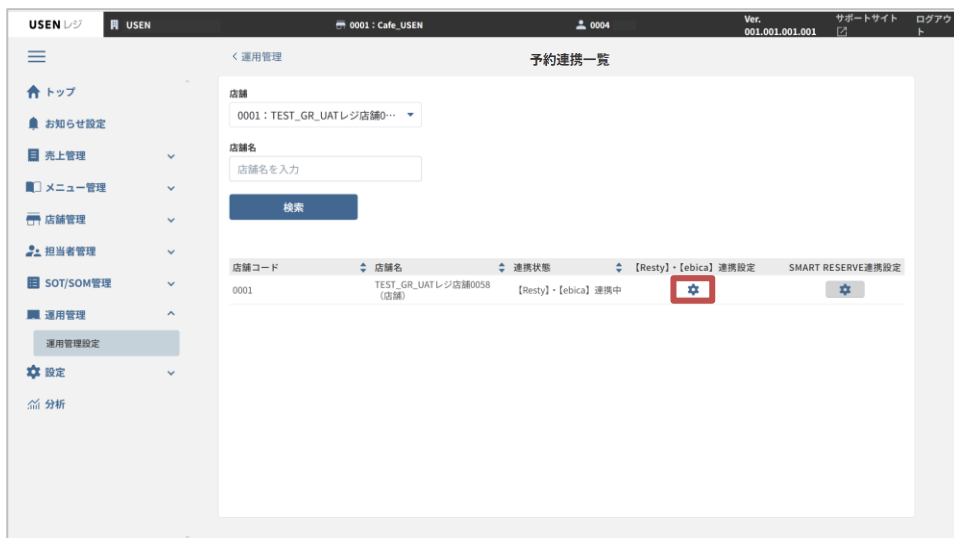 USEN レジ
USEN
0001：Cafe_USEN
0004
Ver.
001.001.001.001
サポートサイト
ログアウ
ト
＜運用管理
予約連携一覧
トップ
お知らせ設定
売上管理
メニュー管理
店舗管理
担当者管理
SOT/SOM管理
運用管理
運用管理設定
設定
分析
店舗
0001：TEST_GR_UATレジ店舗0…
店舗名
店舗名を入力
検索
店舗コード 店舗名 連携状態 【Resty】・【ebica】連携設定 SMART RESERVE連携設定
0001 TEST_GR_UATレジ店舗0058 【Resty】・【ebica】連携中
（店舗）